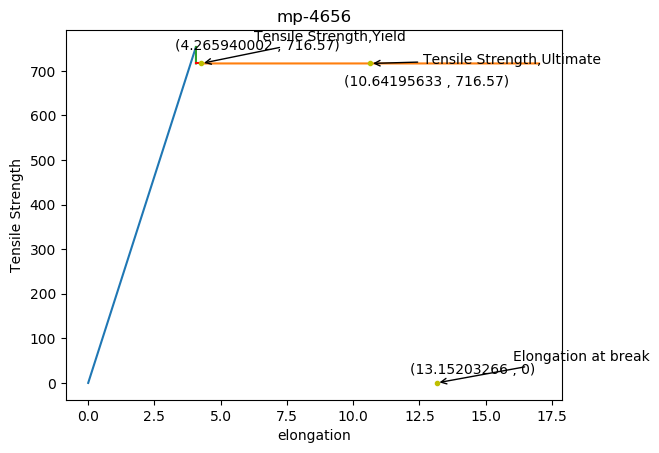 mp-4656
Tensile Strength,Yield
(4.265940002 , 716.57)
Tensile Strength,Ultimate
(10.64195633 , 716.57)
700
600
500
400
300
200
100
0
Tensile Strength
Elongation at break
(13.15203266 , 0)
0.0 2.5 5.0 7.5 10.0 12.5 15.0 17.5
elongation